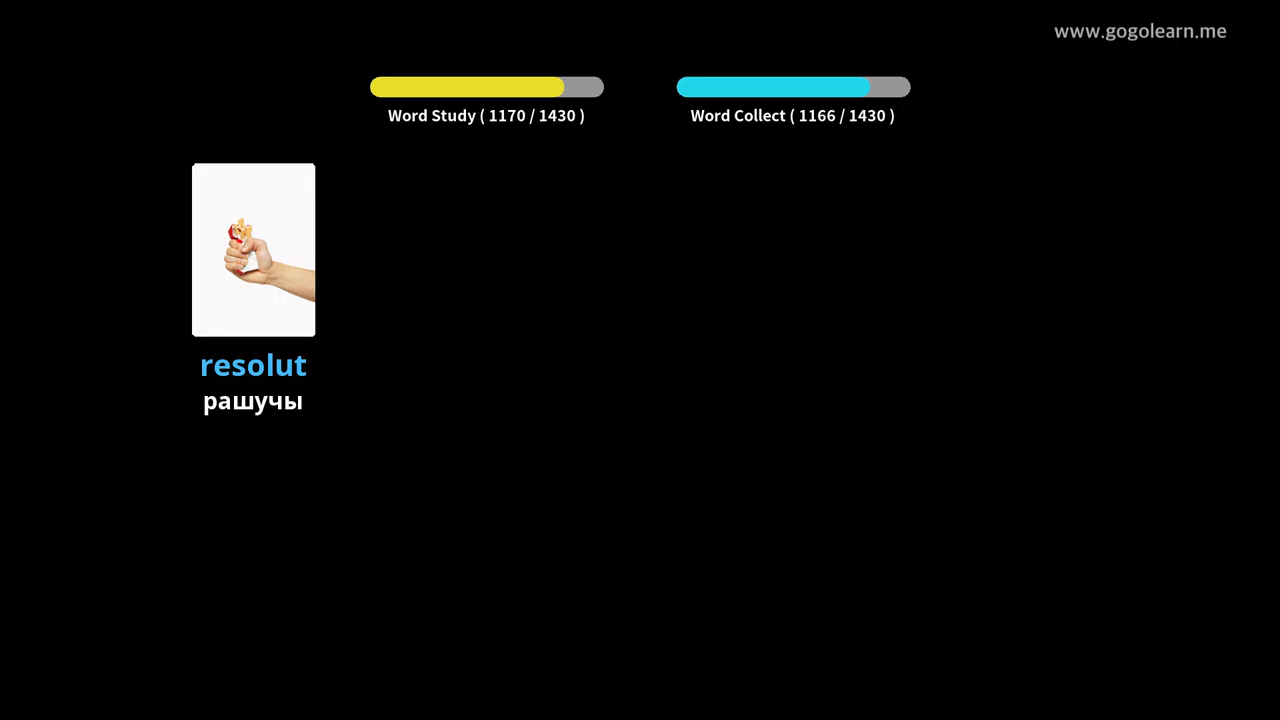 www.gogolearn.me
Word Study ( 1170 / 1430 )
Word Collect ( 1166 / 1430 )
resolut
рашучы